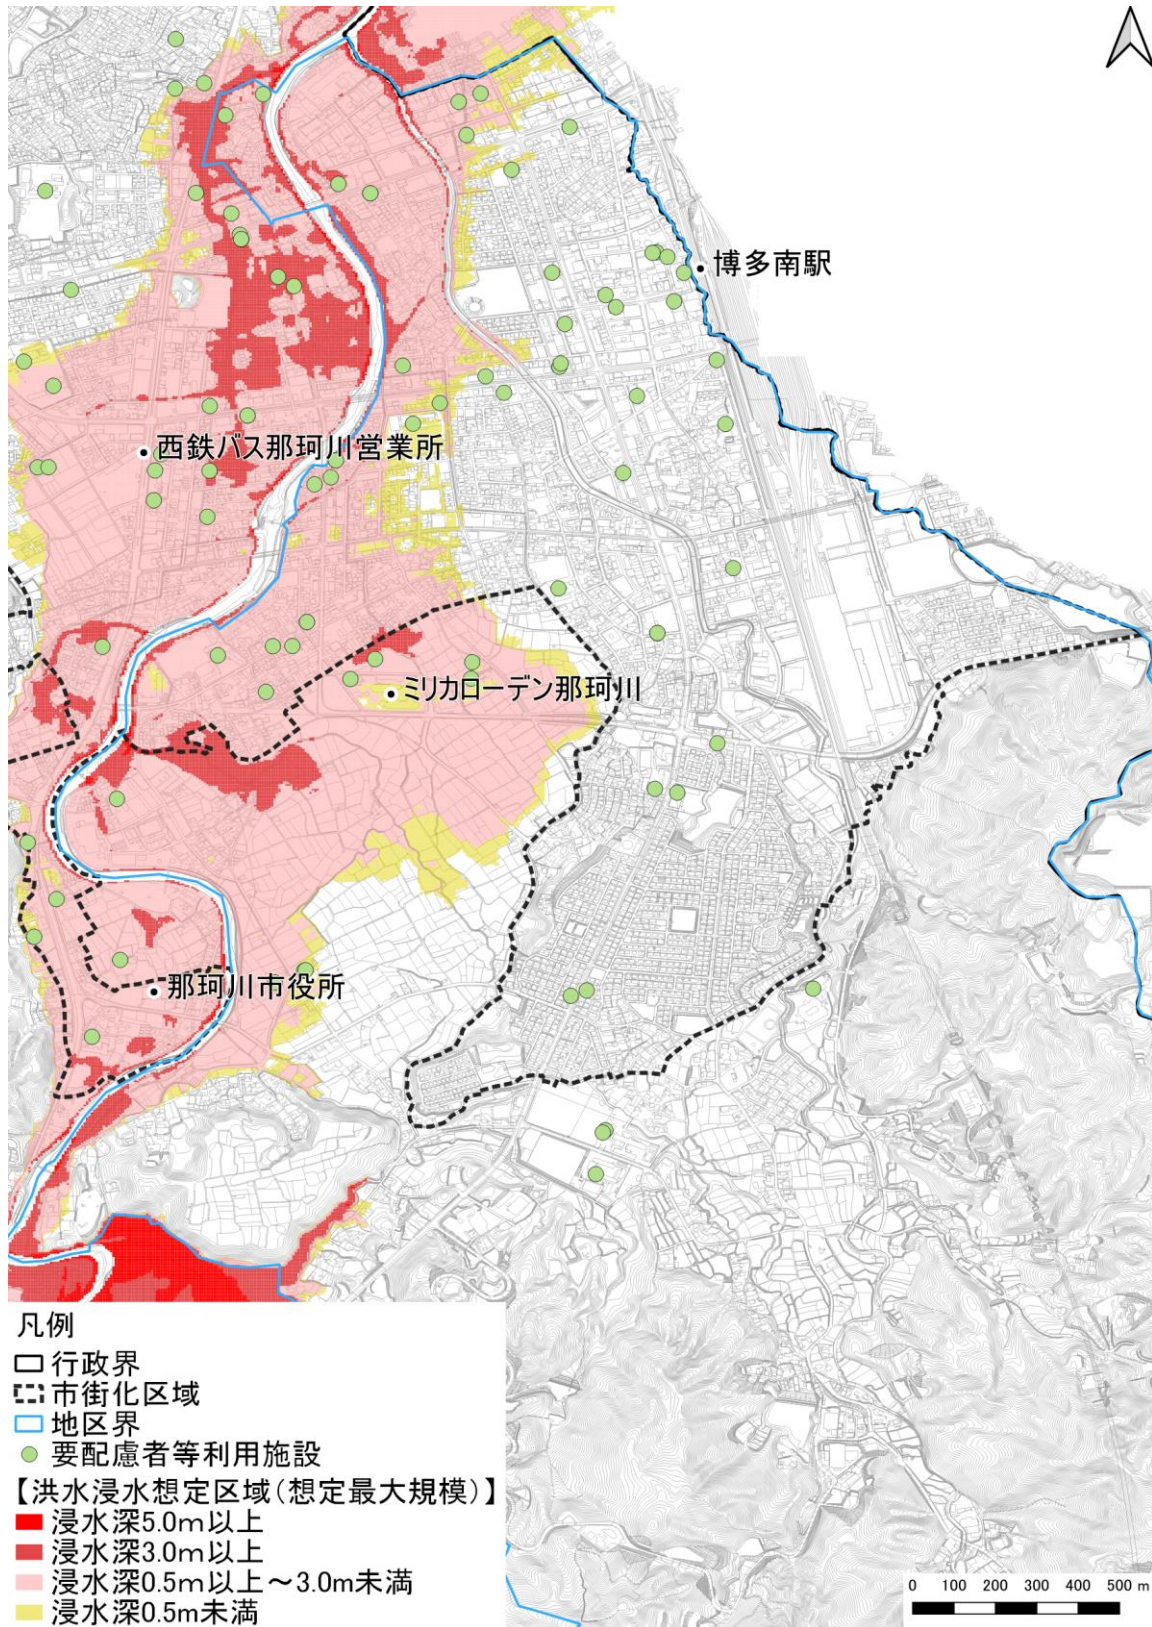 博多南駅
西鉄バス那珂川営業所
ミリカローデン那珂川
那珂川市役所
凡例
行政界
市街化区域
地区界
要配慮者等利用施設
【洪水浸水想定区域(想定最大規模)】
浸水深5.0m以上
浸水深3.0m以上
浸水深0.5m以上～3.0m未満
浸水深0.5m未満
0 100 200 300 400 500 m